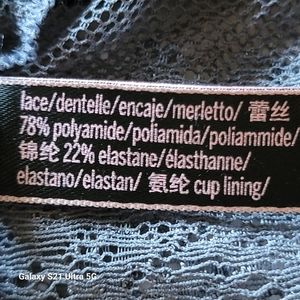 lace/dentelle/encaje/merletto/ 蕾丝
78% polyamide/poliamida/poliammide/
锦纶 22% elastane/élasthanne/
elastano/elastan/ 氨纶 cup lining/
Galaxy S21 Ultra 5G